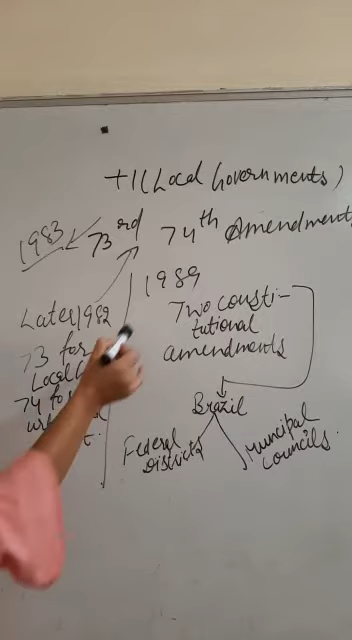 +1 (Local Governments)
1983
73rd 74th Amendments
1989
Later 1982
Two consti-
tutional
amendments
73 for
Local
74 for
Brazil
Federal
Districts
Municipal
Councils.